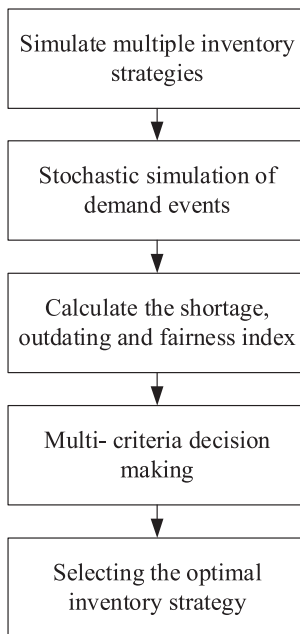 Simulate multiple inventory
strategies
Stochastic simulation of
demand events
Calculate the shortage,
outdating and fairness index
Multi- criteria decision
making
Selecting the optimal
inventory strategy